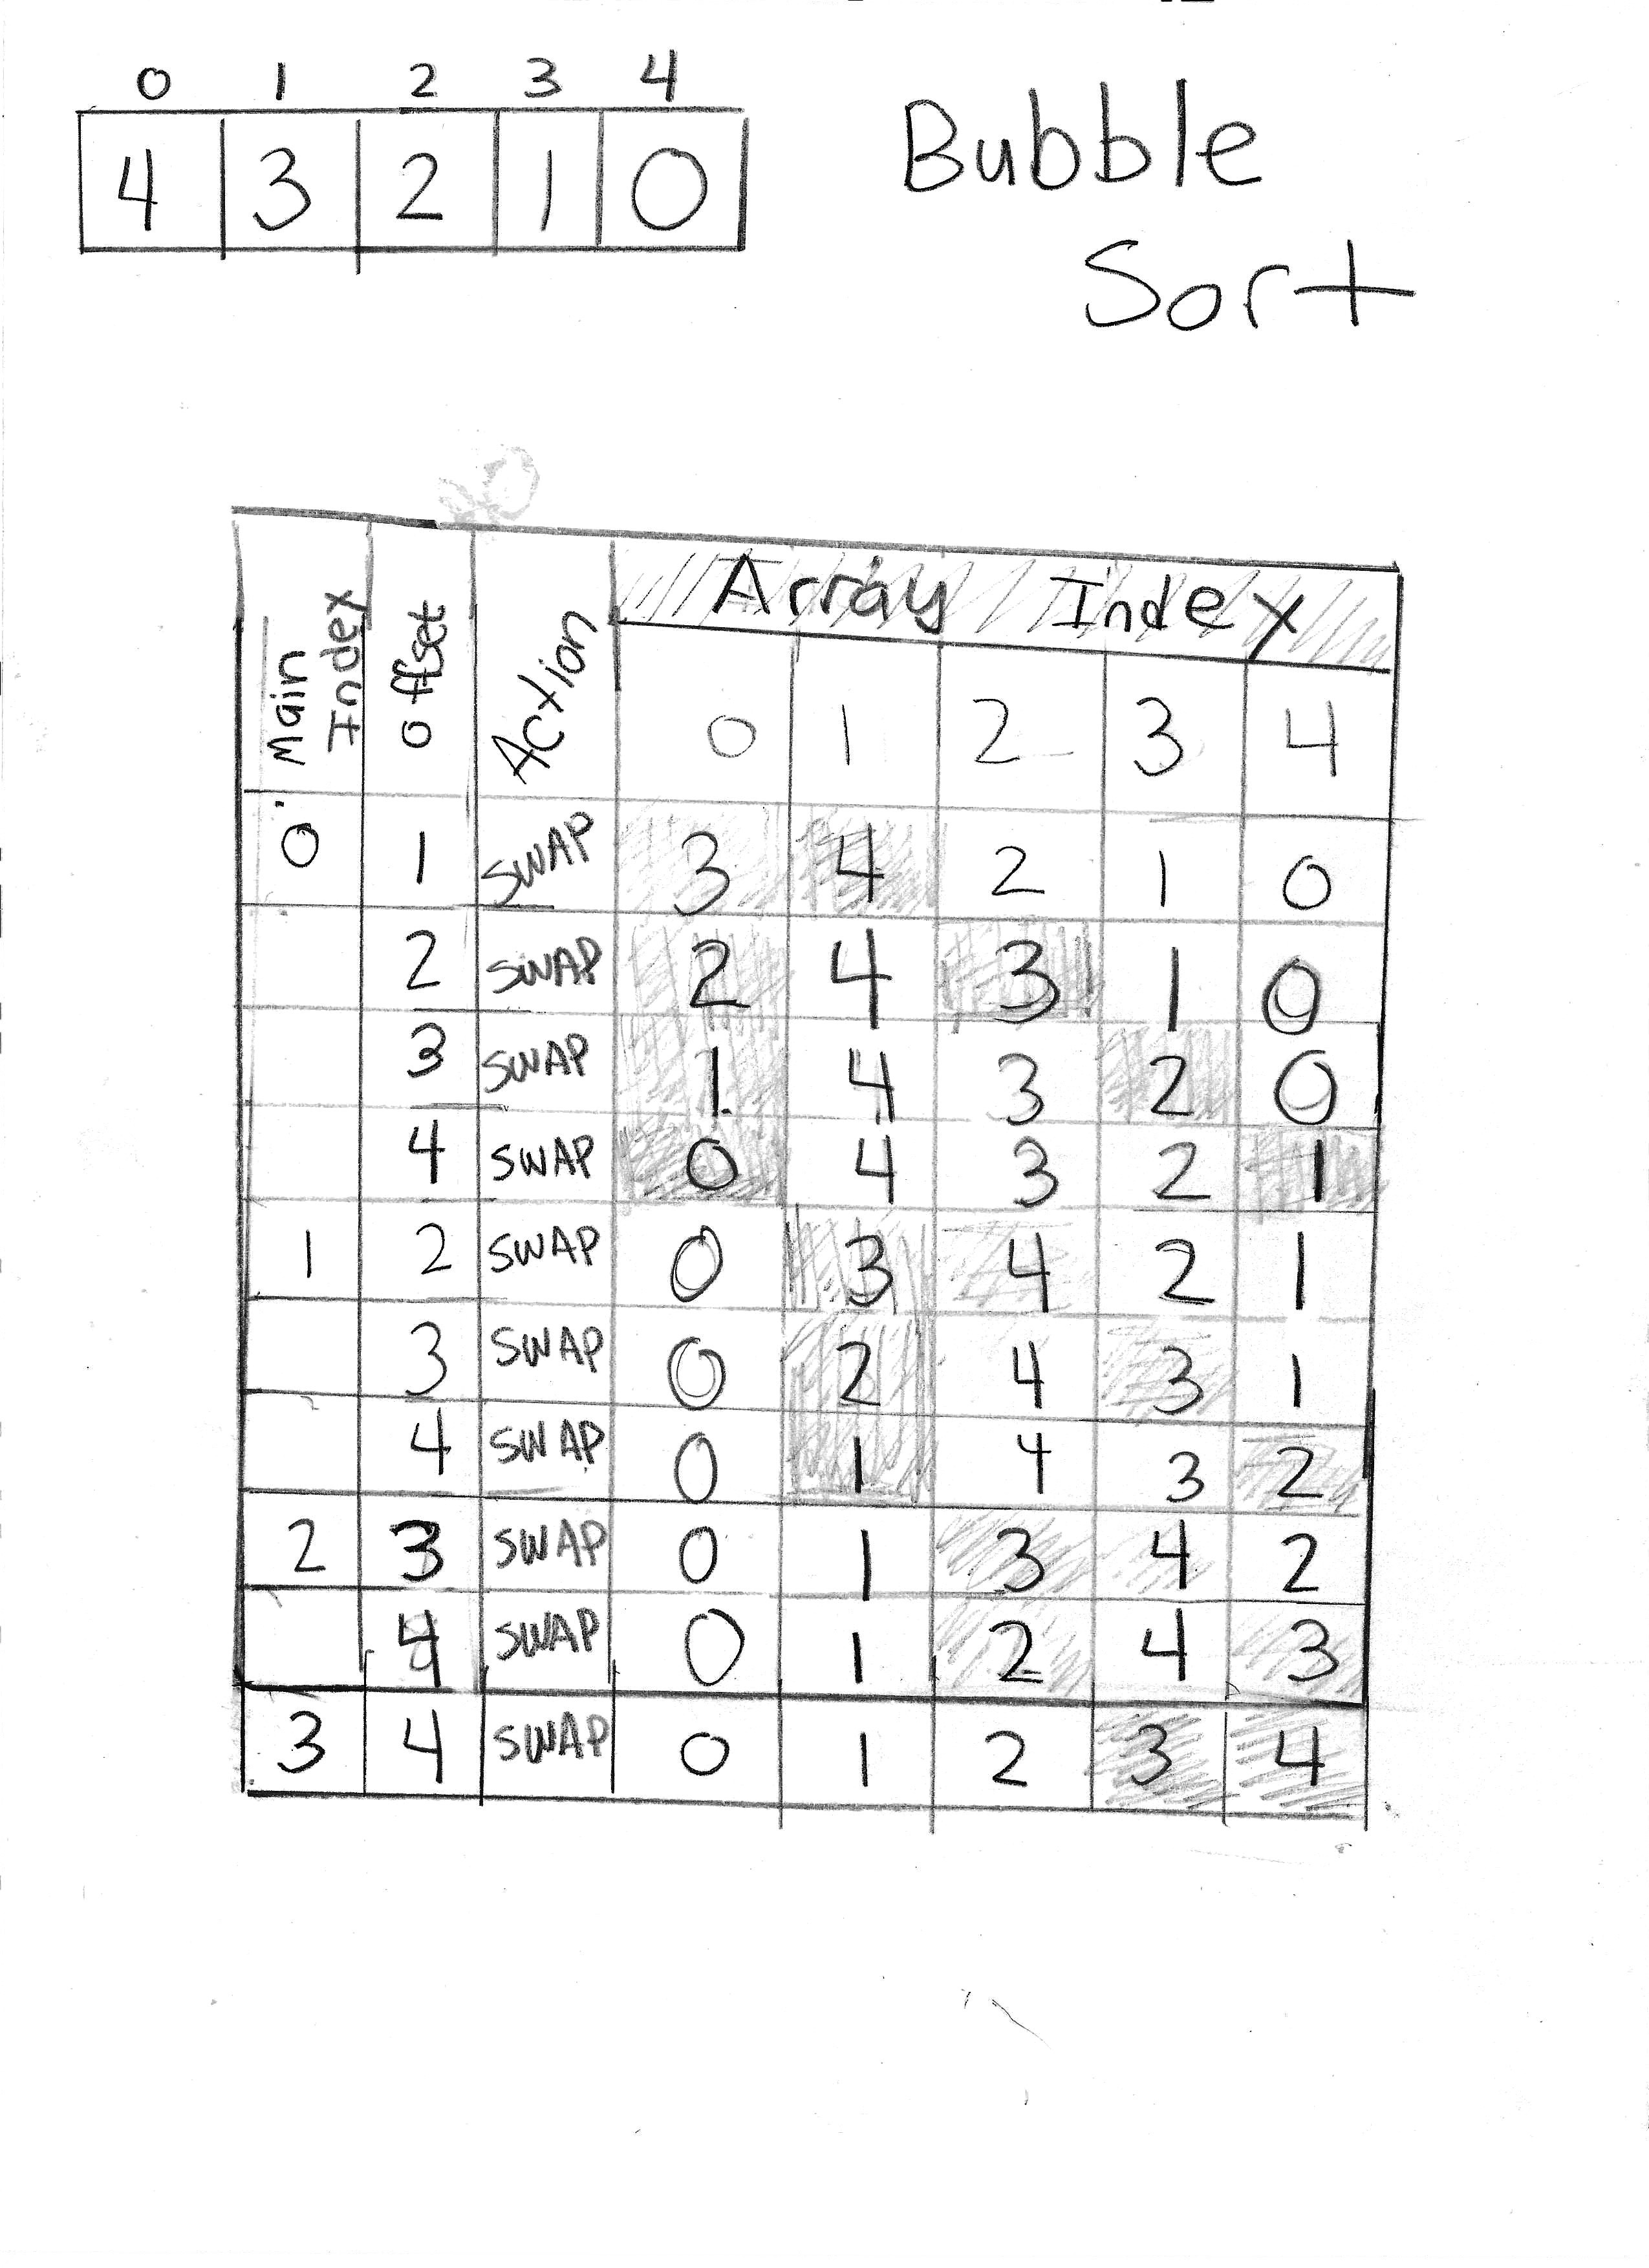 0 1 2 3 4
4 3 2 1 0
Bubble
Sort
Main Index Offset Action Array Index
0 1 2 3 4
0 1 SWAP 3 4 2 1 0
2 SWAP 2 4 3 1 0
3 SWAP 1 4 3 2 0
4 SWAP 0 4 3 2 1
1 2 SWAP 0 3 4 2 1
3 SWAP 0 2 4 3 1
4 SWAP 0 1 4 3 2
2 3 SWAP 0 1 3 4 2
4 SWAP 0 1 2 4 3
3 4 SWAP 0 1 2 3 4